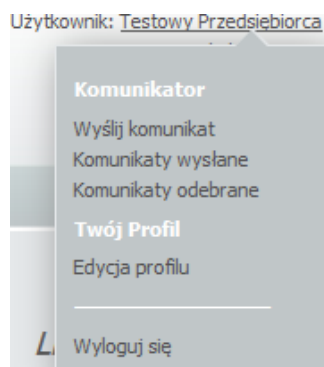 Użytkownik: Testowy Przedsiębiorca
Komunikator
Wyślij komunikat
Komunikaty wysłane
Komunikaty odebrane
Twój Profil
Edycja profilu
Wyloguj się